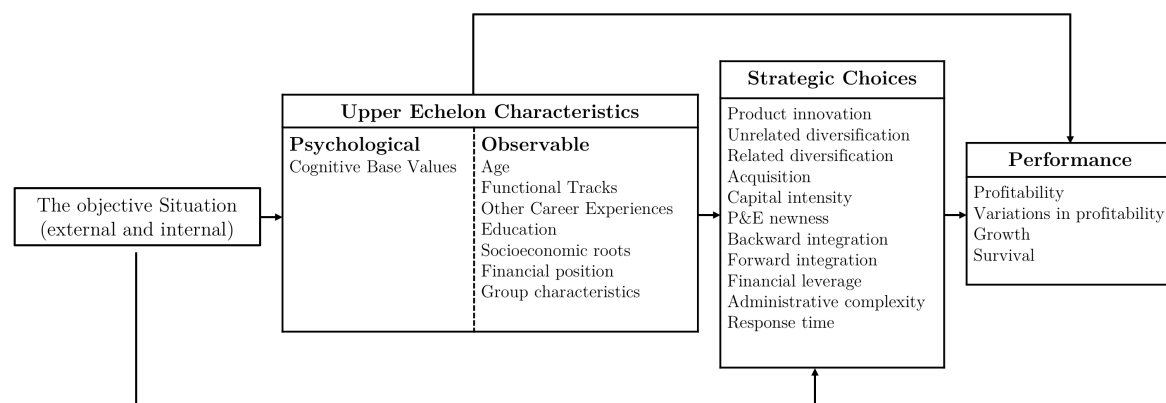 The objective Situation
(external and internal)
Upper Echelon Characteristics
Psychological
Cognitive Base Values
Observable
Age
Functional Tracks
Other Career Experiences
Education
Socioeconomic roots
Financial position
Group characteristics
Strategic Choices
Product innovation
Unrelated diversification
Related diversification
Acquisition
Capital intensity
P&E newness
Backward integration
Forward integration
Financial leverage
Administrative complexity
Response time
Performance
Profitability
Variations in profitability
Growth
Survival